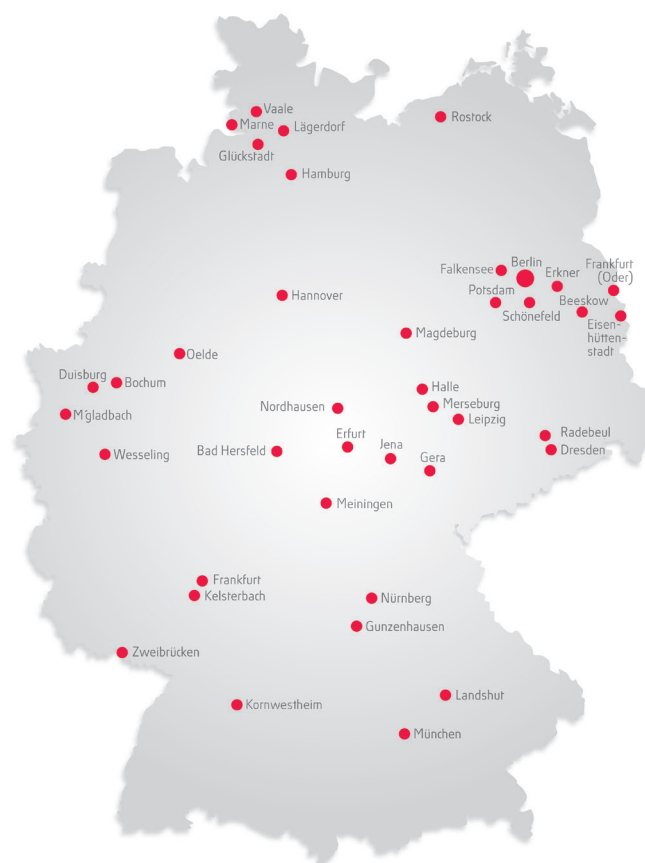 Vaale
Marne
Lägerdorf
Rostock
Glückstadt
Hamburg
Falkensee
Berlin
Erkner
Frankfurt
(Oder)
Potsdam
Hannover
Beeskow
Schönefeld
Eisen-
hütten-
stadt
Magdeburg
Oelde
Duisburg
Bochum
Halle
Nordhausen
Merseburg
M'gladbach
Leipzig
Erfurt
Jena
Radebeul
Wesseling
Bad Hersfeld
Gera
Dresden
Meiningen
Frankfurt
Kelsterbach
Nürnberg
Gunzenhausen
Zweibrücken
Landshut
Kornwestheim
München